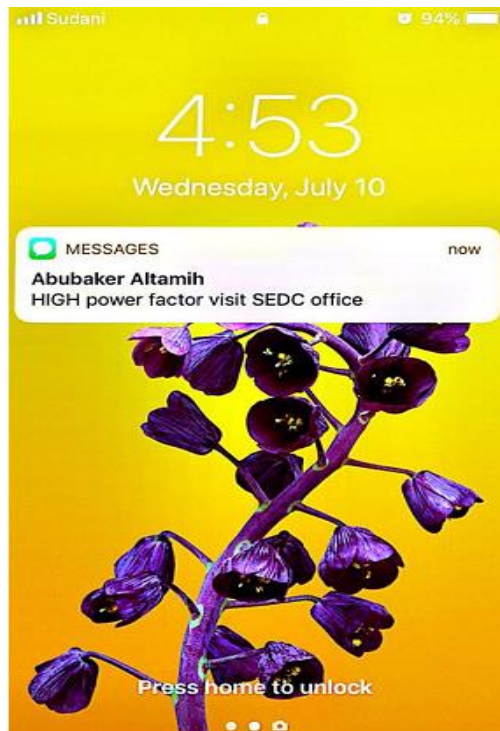 Sudani 94%
4:53
Wednesday, July 10
MESSAGES now
Abubaker Altamih
HIGH power factor visit SEDC office
Press home to unlock